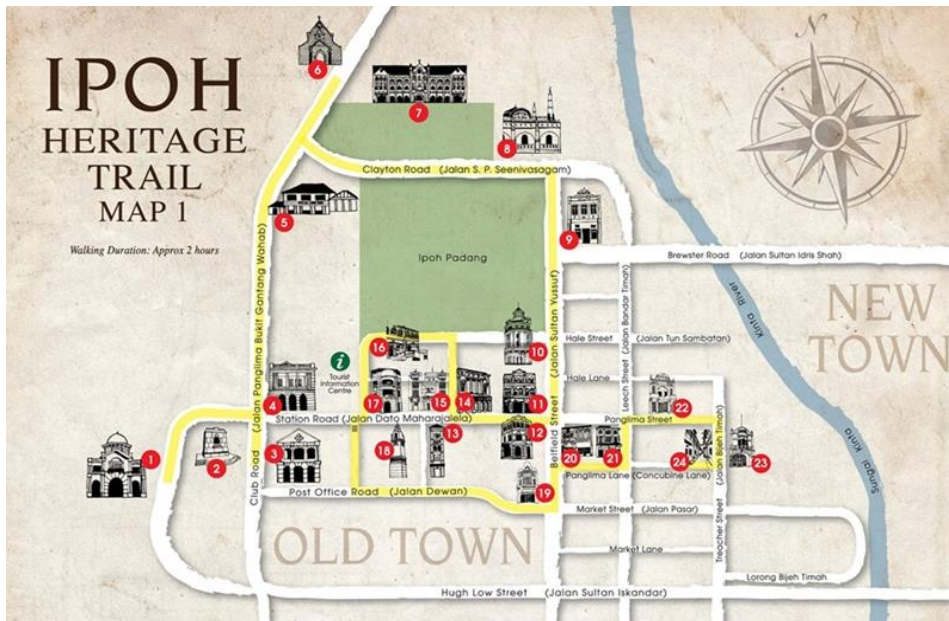 IPOH
HERITAGE
TRAIL
MAP 1
Walking Duration: Approx 2 hours
N
6
7
8
Clayton Road (Jalan S. P. Seenivasagam)
5
9
Ipoh Padang
Brewster Road (Jalan Sultan Idris Shah)
Club Road (Jalan Panglima Bukit Gantang Wahab)
Belfield Street (Jalan Sultan Yussuf)
Leech Street (Jalan Bandar Timah)
Kinta River
Sungai Kinta
NEW
TOWN
16
10
Hale Street (Jalan Tun Sambatan)
i
Tourist
Information
Centre
Hale Lane
4
17
15
14
11
22
Station Road (Jalan Dato Maharajalela)
Panglima Street
1
2
3
18
13
12
20
21
24
23
Treacher Street (Jalan Bijeh Timah)
Panglima Lane (Concubine Lane)
19
Post Office Road (Jalan Dewan)
Market Street (Jalan Pasar)
OLD TOWN
Market Lane
Lorong Bijeh Timah
Hugh Low Street (Jalan Sultan Iskandar)